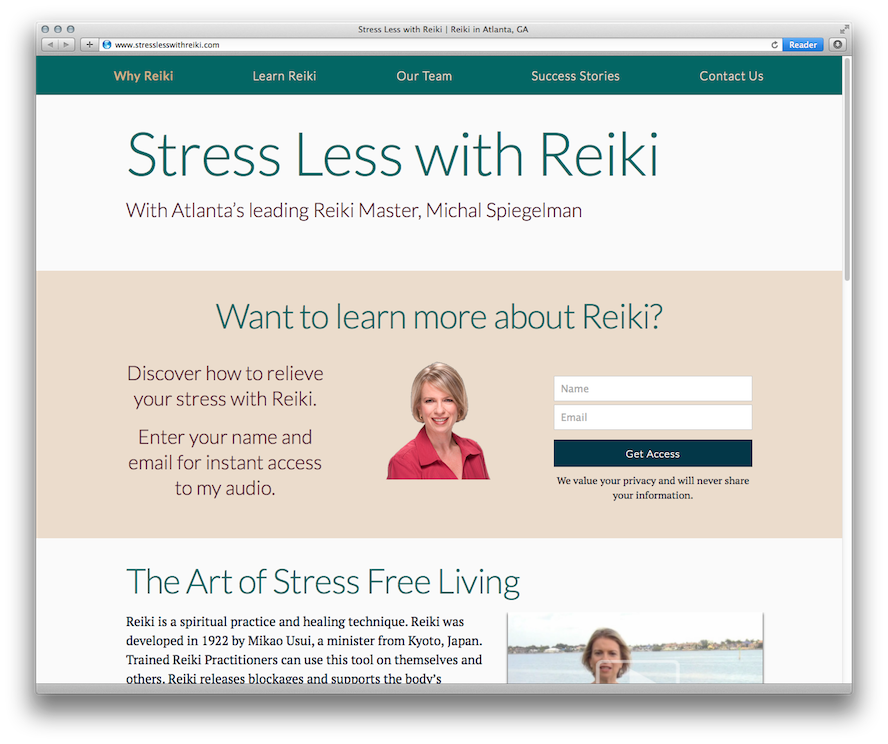 Stress Less with Reiki | Reiki in Atlanta, GA
www.stresslesswithreiki.com
Reader
Why Reiki Learn Reiki Our Team Success Stories Contact Us
Stress Less with Reiki
With Atlanta's leading Reiki Master, Michal Spiegelman
Want to learn more about Reiki?
Discover how to relieve
your stress with Reiki.
Enter your name and
email for instant access
to my audio.
Name
Email
Get Access
We value your privacy and will never share
your information.
The Art of Stress Free Living
Reiki is a spiritual practice and healing technique. Reiki was
developed in 1922 by Mikao Usui, a minister from Kyoto, Japan.
Trained Reiki Practitioners can use this tool on themselves and
others. Reiki releases blockages and supports the body's